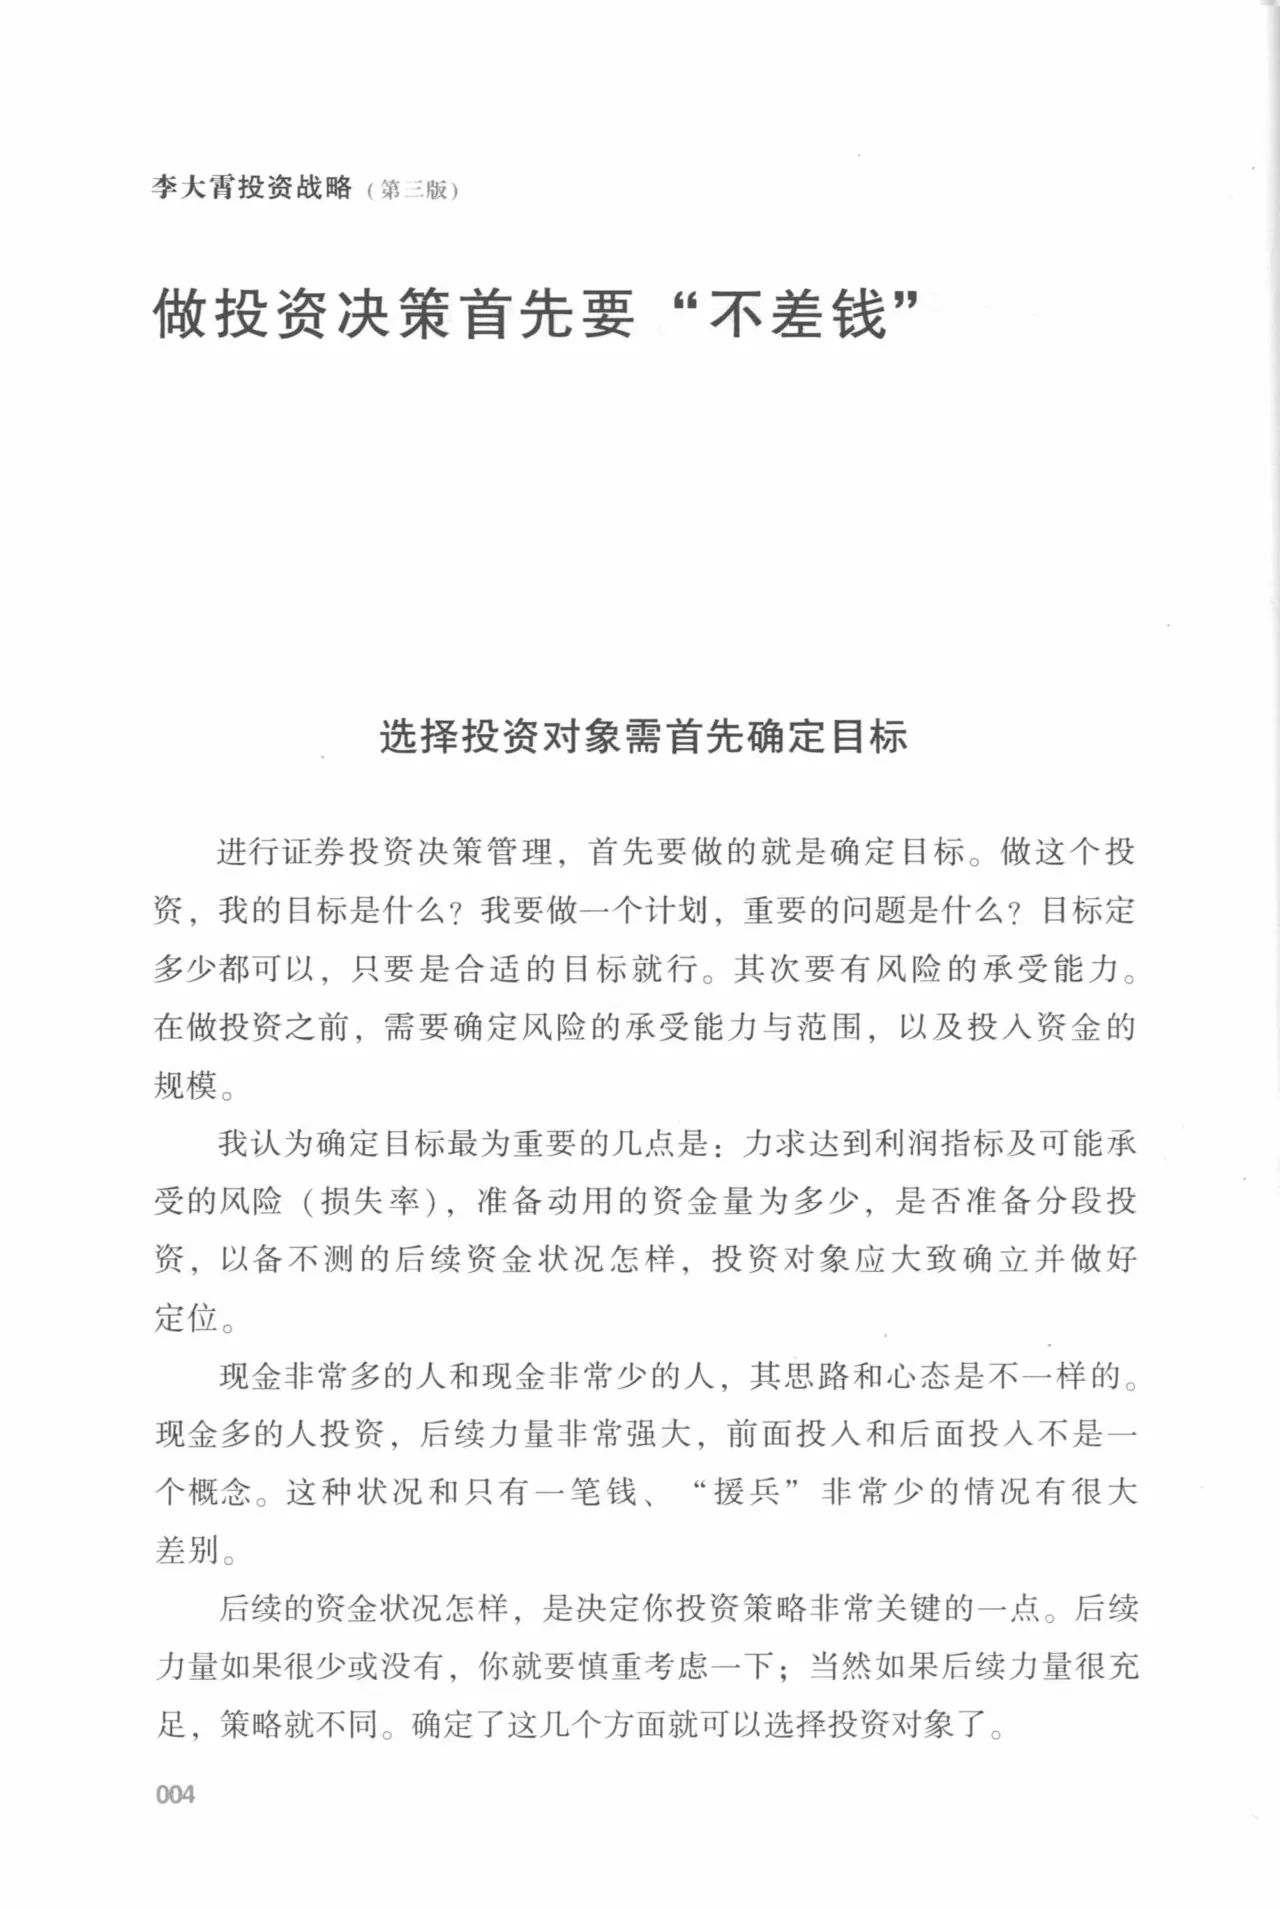 李大霄投资战略（第三版）
做投资决策首先要“不差钱”
选择投资对象需首先确定目标
进行证券投资决策管理，首先要做的就是确定目标。做这个投
资，我的目标是什么？我要做一个计划，重要的问题是什么？目标定
多少都可以，只要是合适的目标就行。其次要有风险的承受能力。
在做投资之前，需要确定风险的承受能力与范围，以及投入资金的
规模。
我认为确定目标最为重要的几点是：力求达到利润指标及可能承
受的风险（损失率），准备动用的资金量为多少，是否准备分段投
资，以备不测的后续资金状况怎样，投资对象应大致确立并做好
定位。
现金非常多的人和现金非常少的人，其思路和心态是不一样的。
现金多的人投资，后续力量非常强大，前面投入和后面投入不是一
个概念。这种状况和只有一笔钱、“援兵”非常少的情况有很大
差别。
后续的资金状况怎样，是决定你投资策略非常关键的一点。后续
力量如果很少或没有，你就要慎重考虑一下；当然如果后续力量很充
足，策略就不同。确定了这几个方面就可以选择投资对象了。
004